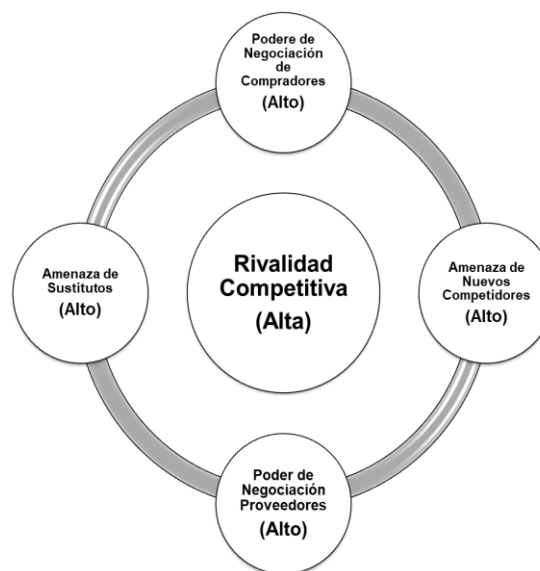 Podere de
Negociación
de
Compradores
(Alto)
Amenaza de
Sustitutos
(Alto)
Rivalidad
Competitiva
(Alta)
Amenaza de
Nuevos
Competidores
(Alto)
Poder de
Negociación
Proveedores
(Alto)